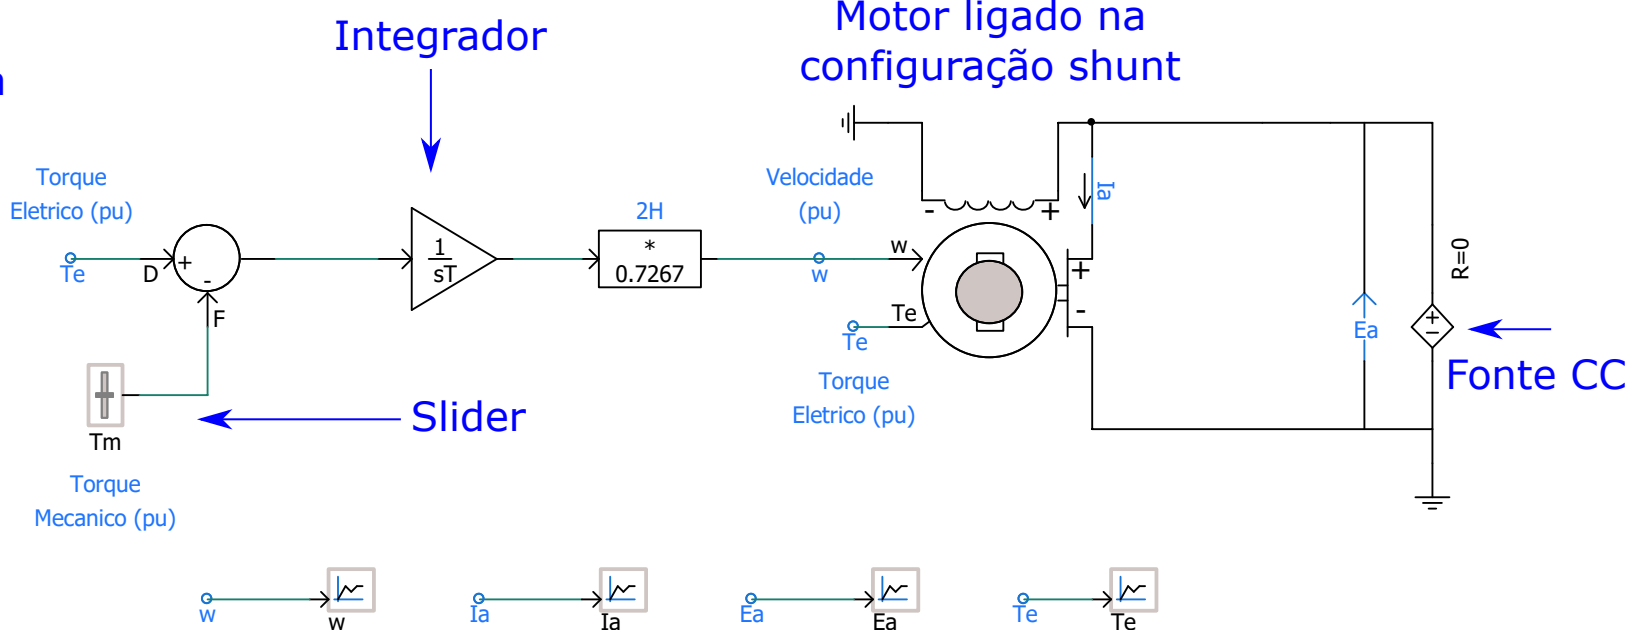 Motor ligado na
configuração shunt
Integrador
Torque
Eletrico (pu)
Te
D
+
-
F
1
sT
2H
*
0.7267
Velocidade
(pu)
w
w
Te
Te
Torque
Eletrico (pu)
- +
Ia
+
-
Ea
R=0
+
−
Fonte CC
Slider
Tm
Torque
Mecanico (pu)
w
w
Ia
Ia
Ea
Ea
Te
Te